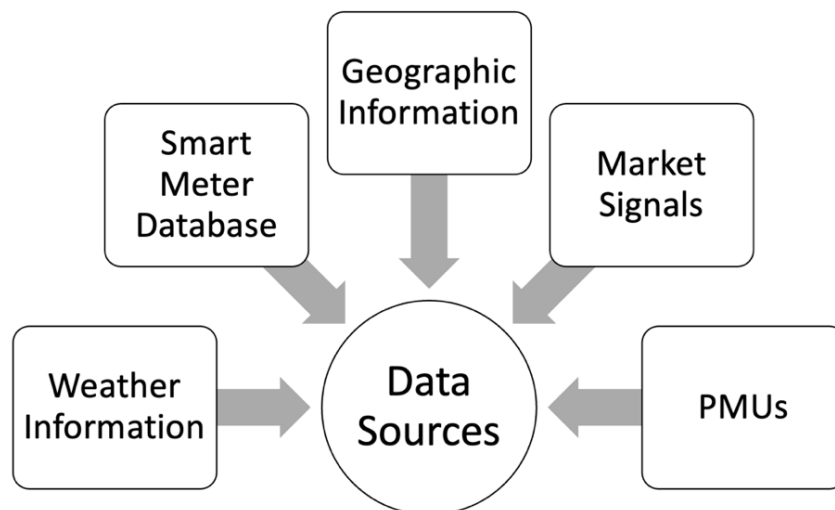 Geographic
Information
Smart
Meter
Database
Market
Signals
Weather
Information
Data
Sources
PMUs